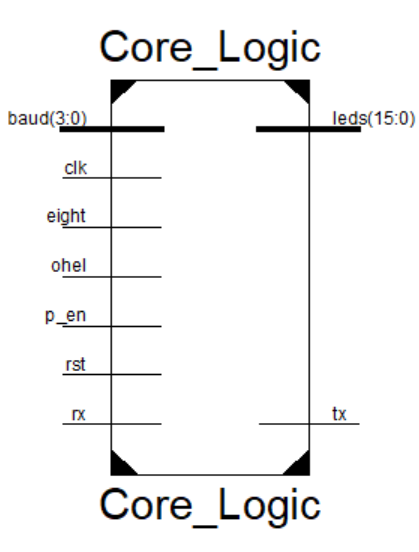 Core_Logic
baud(3:0)
leds(15:0)
clk
eight
ohel
p_en
rst
rx
tx
Core_Logic